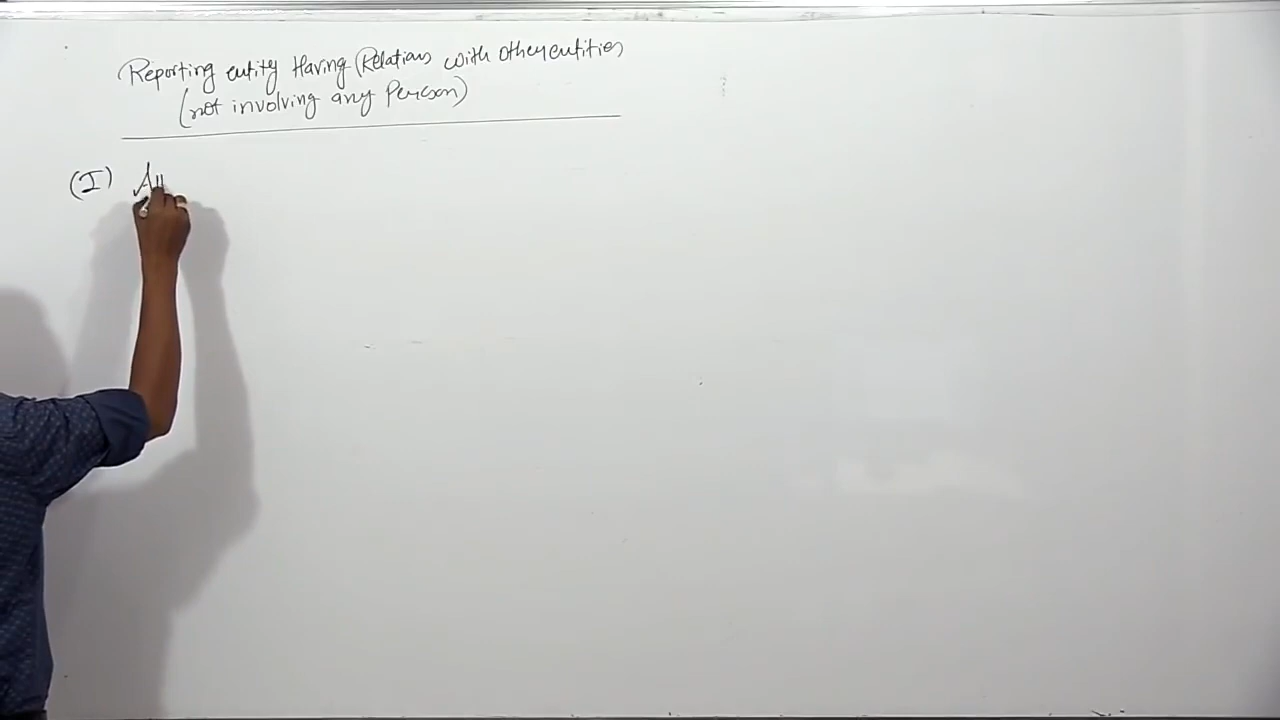 Reporting entity Having Relations with other entities
(not involving any Person)
(I) All